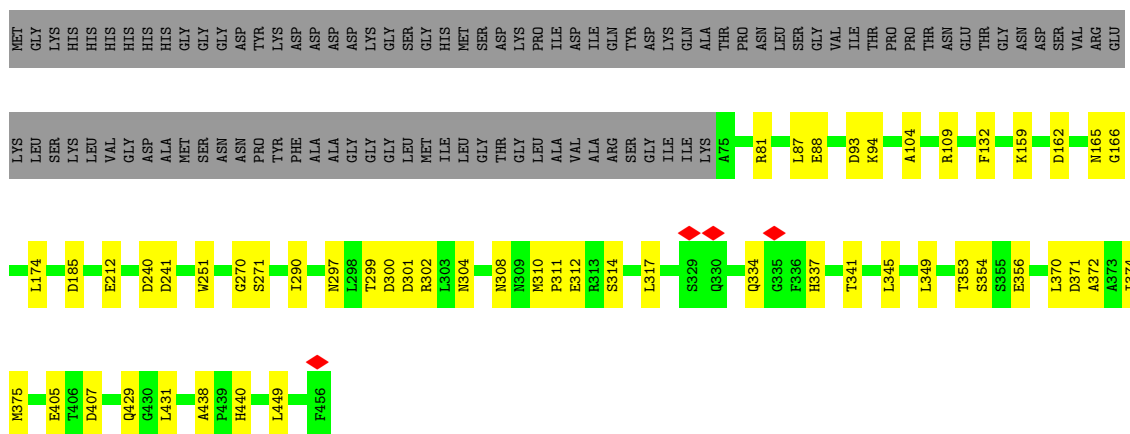 MET GLY LYS HIS HIS HIS HIS HIS HIS GLY GLY GLY ASP TYR LYS ASP ASP ASP ASP LYS GLY SER GLY HIS MET SER ASP LYS PRO ILE ASP ILE GLN TYR ASP LYS GLN ALA THR PRO ASN LEU SER GLY VAL ILE THR PRO PRO THR ASN GLU THR GLY ASN ASP SER VAL ARG GLU
LYS LEU SER LYS LEU VAL GLY ASP ALA MET SER ASN ASN PRO TYR PHE ALA ALA GLY GLY GLY LEU MET ILE LEU GLY THR GLY LEU ALA VAL ALA ARG SER GLY ILE ILE LYS A75 R81 L87 E88 D93 K94 A104 R109 F132 K159 D162 N165 G166
L174 D185 E212 D240 D241 W251 G270 S271 I290 N297 L298 T299 D300 D301 R302 L303 N304 N308 N309 M310 P311 E312 R313 S314 L317 S329 Q330 Q334 G335 F336 H337 T341 L345 L349 T353 S354 S355 E356 L370 D371 A372 A373
M375 E405 T406 D407 Q429 G430 L431 A438 P439 H440 L449 F456